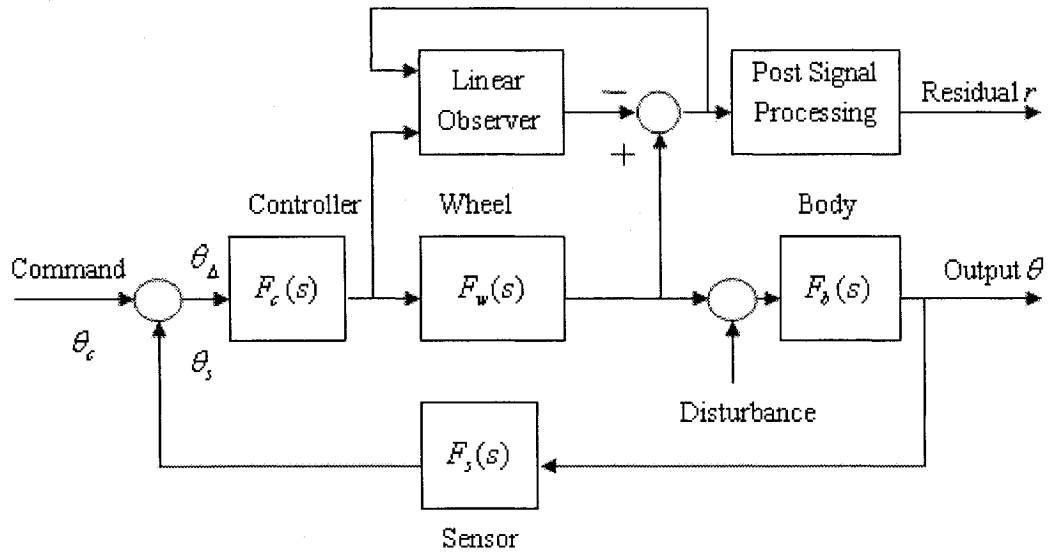 Linear
Observer
−
+
Post Signal
Processing
Residual r
Controller
Wheel
Body
Command
θ_Δ
F_c(s)
F_w(s)
F_b(s)
Output θ
θ_c
θ_s
Disturbance
F_s(s)
Sensor